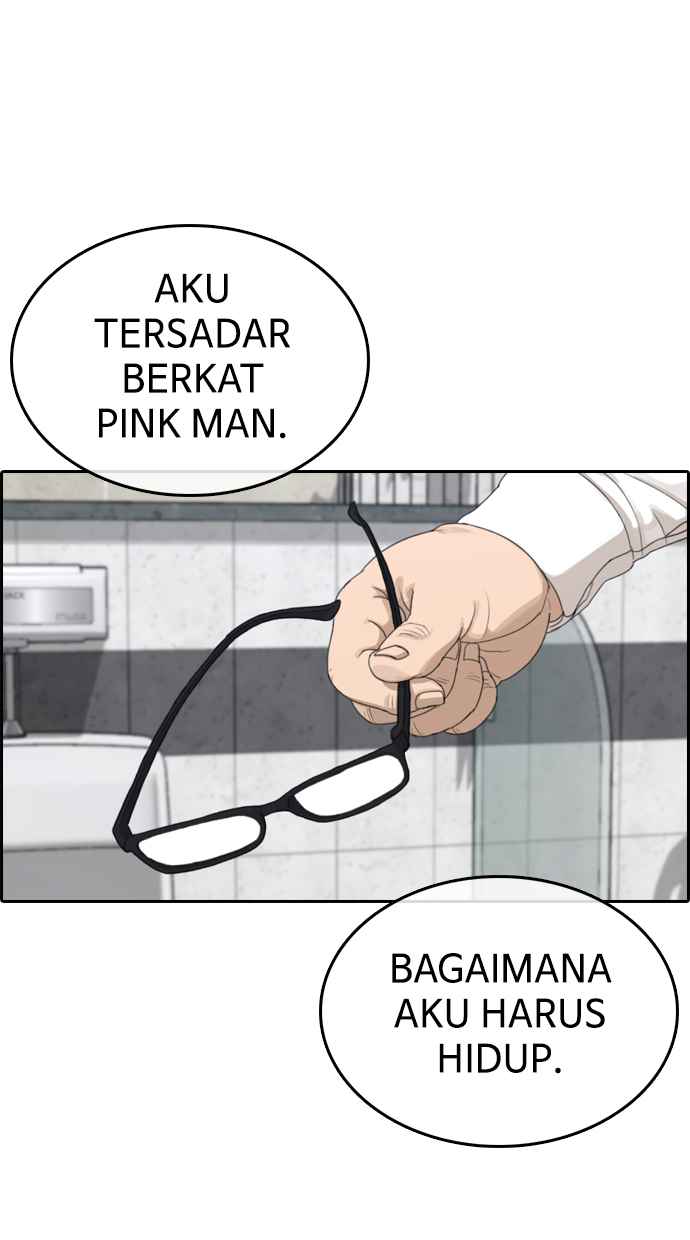 AKU
TERSADAR
BERKAT
PINK MAN.
BAGAIMANA
AKU HARUS
HIDUP.